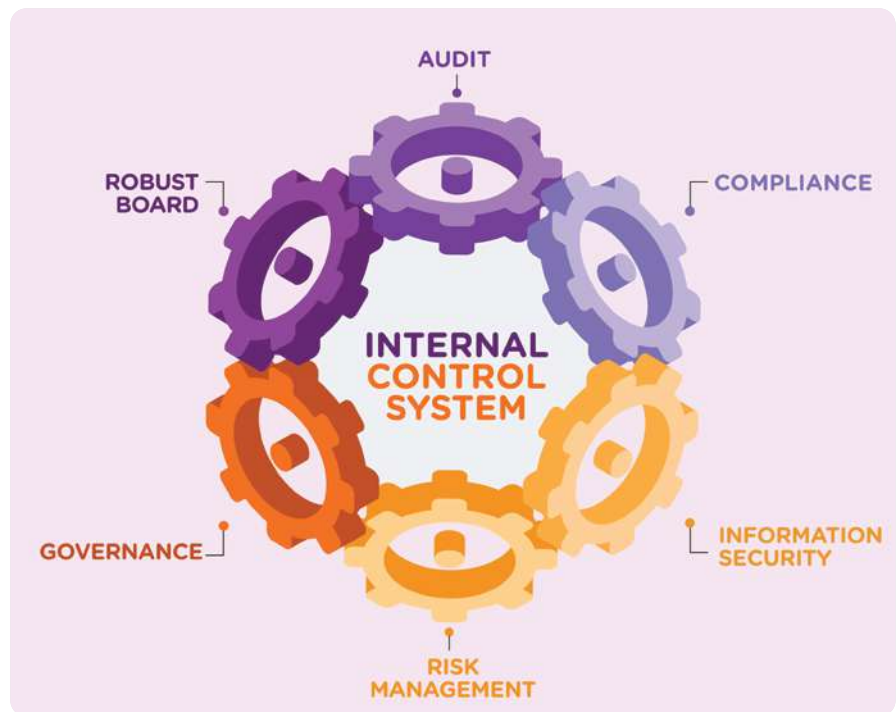 AUDIT
ROBUST
BOARD
COMPLIANCE
INTERNAL
CONTROL
SYSTEM
GOVERNANCE
INFORMATION
SECURITY
RISK
MANAGEMENT